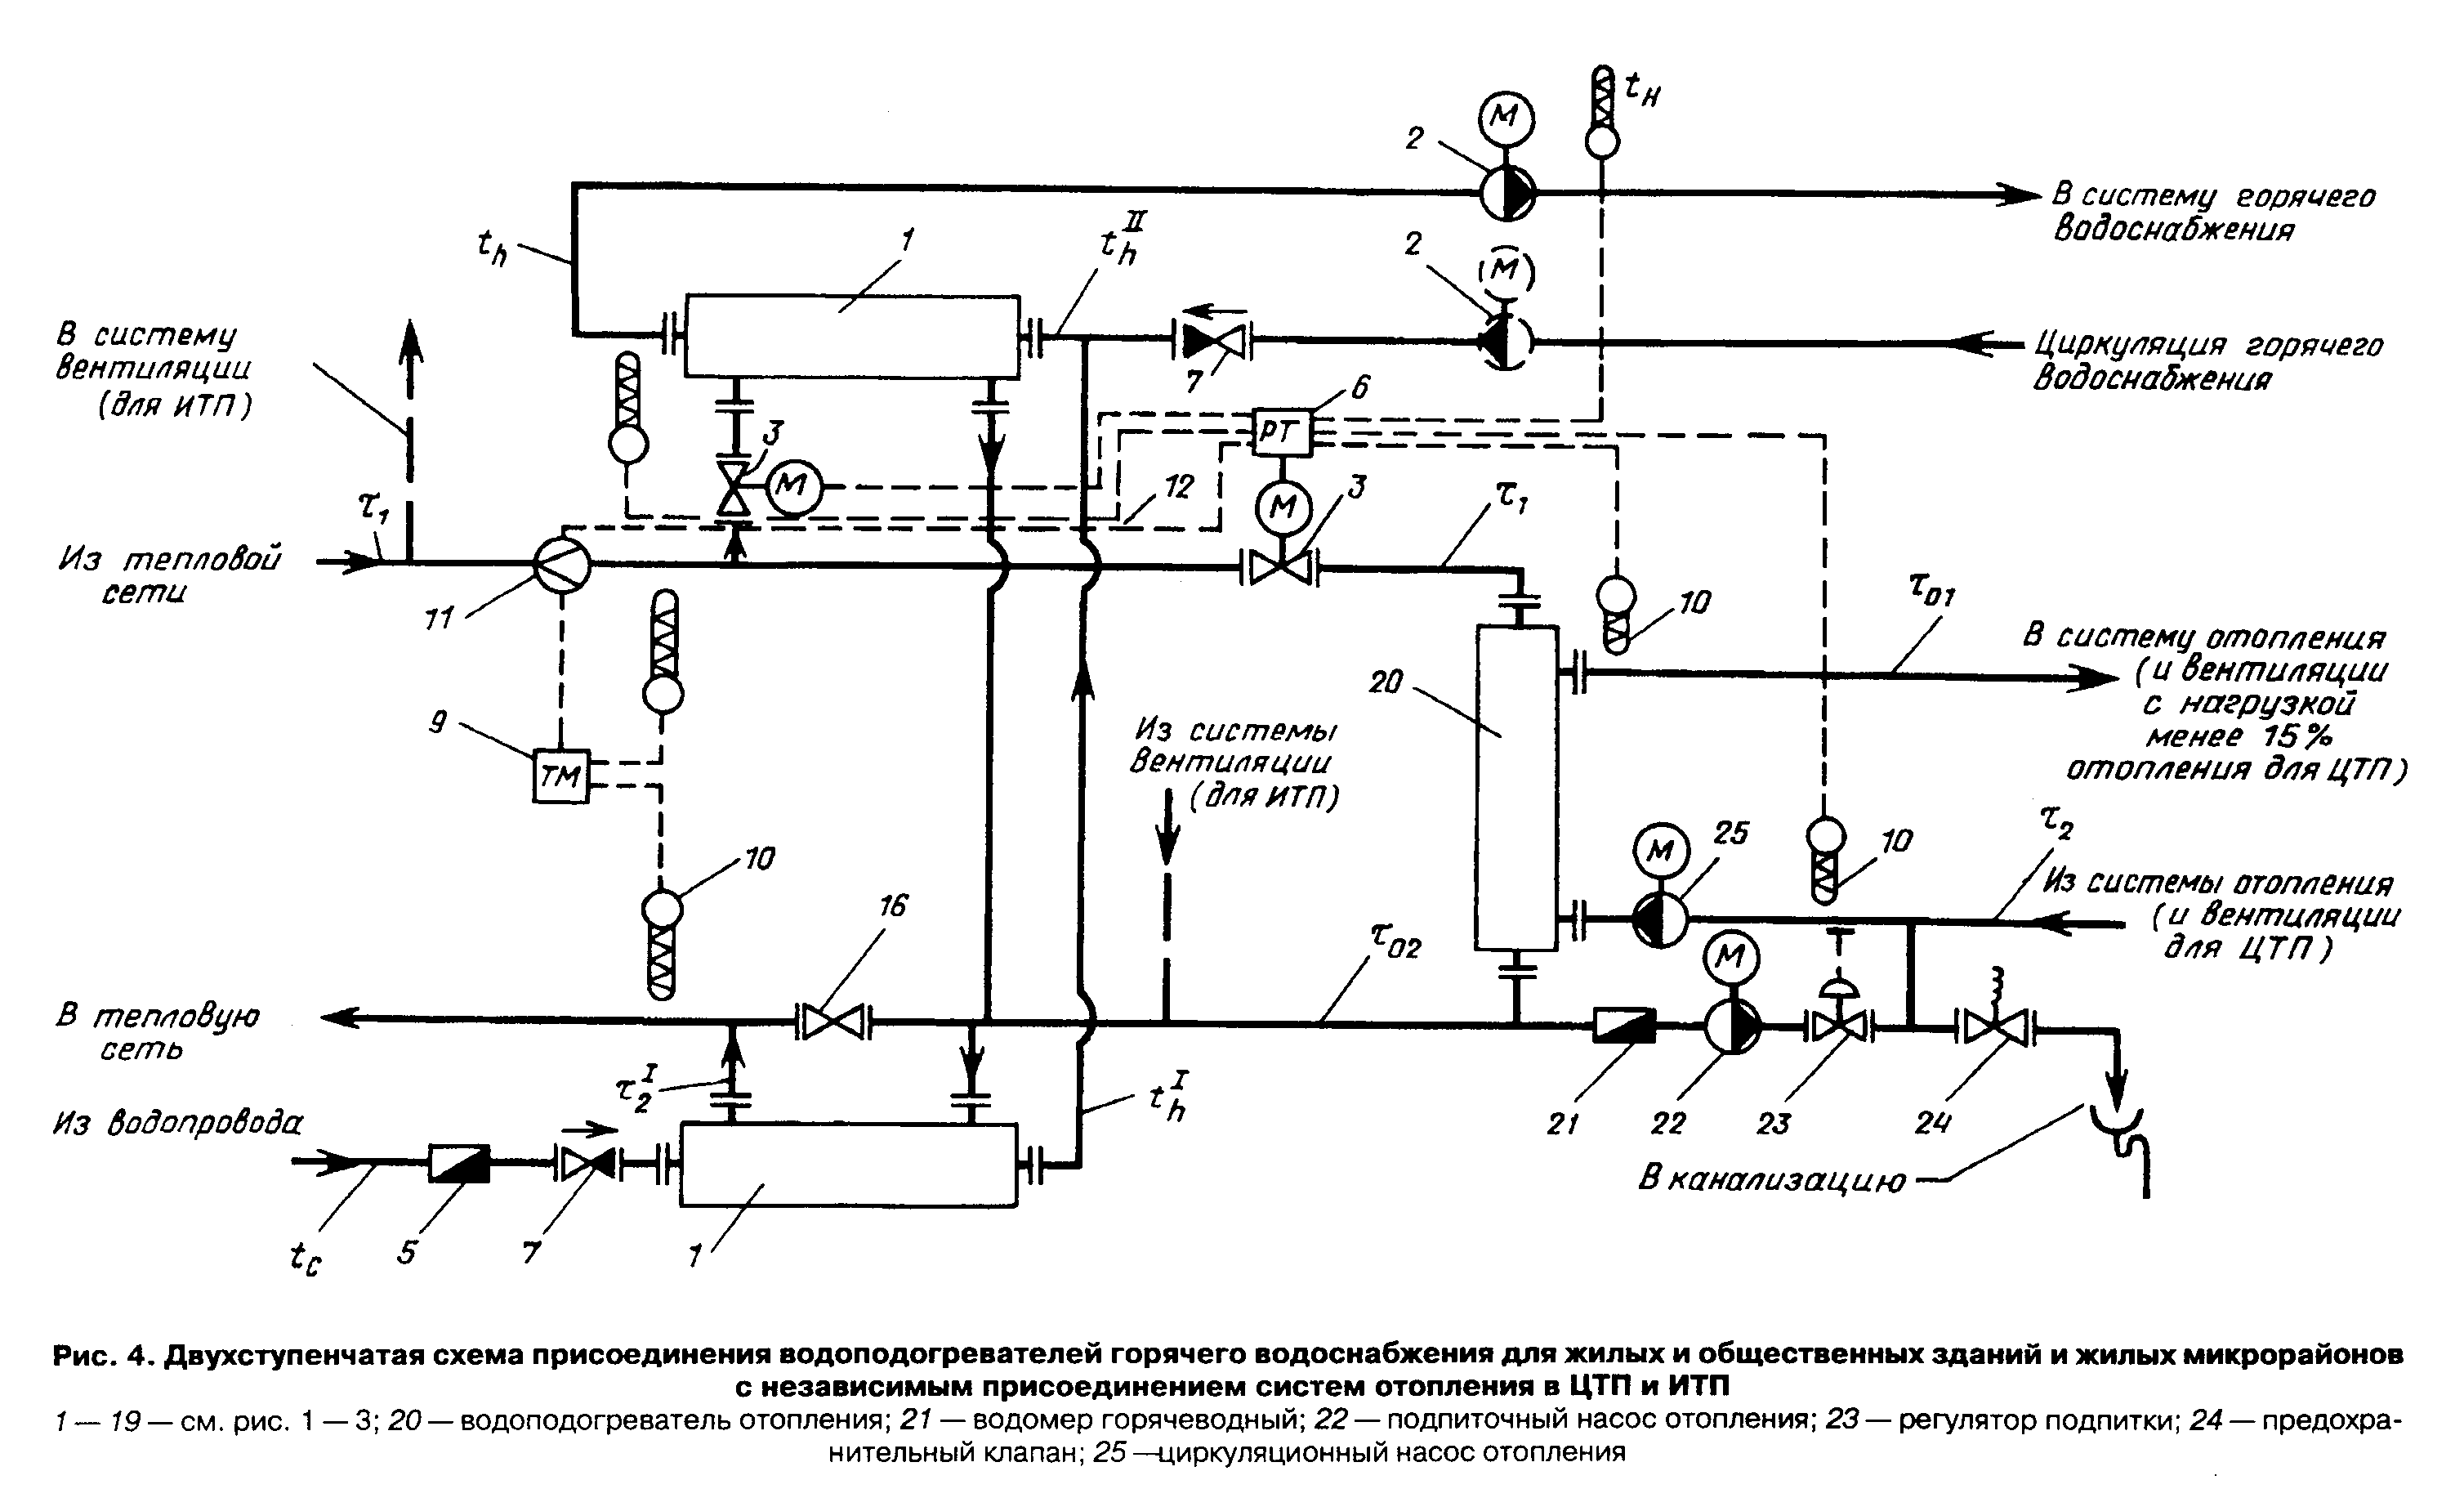 t_н
M
2
В систему горячего
водоснабжения
t_h
1
t_h^II
2
M
В систему
вентиляции
(для ИТП)
7
Циркуляция горячего
водоснабжения
6
РТ
3
M
12
M
3
τ_1
τ_1
Из тепловой
сети
11
10
τ_01
В систему отопления
(и вентиляции
с нагрузкой
менее 15%
отопления для ЦТП)
20
9
ТМ
Из системы
вентиляции
(для ИТП)
10
M
25
10
τ_2
Из системы отопления
(и вентиляции
для ЦТП)
16
τ_02
M
В тепловую
сеть
τ_2^I
t_h^I
21
22
23
24
Из водопровода
В канализацию
t_c
5
7
1
Рис. 4. Двухступенчатая схема присоединения водоподогревателей горячего водоснабжения для жилых и общественных зданий и жилых микрорайонов
с независимым присоединением систем отопления в ЦТП и ИТП
1 — 19 — см. рис. 1 — 3; 20 — водоподогреватель отопления; 21 — водомер горячеводный; 22 — подпиточный насос отопления; 23 — регулятор подпитки; 24 — предохра-
нительный клапан; 25 —циркуляционный насос отопления